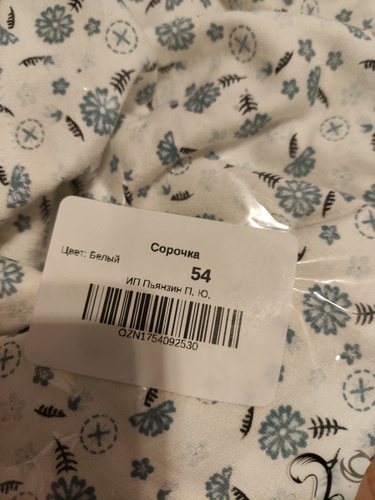 Сорочка
Цвет: Белый
54
ИП Пьянзин П. Ю.
OZN1754092530